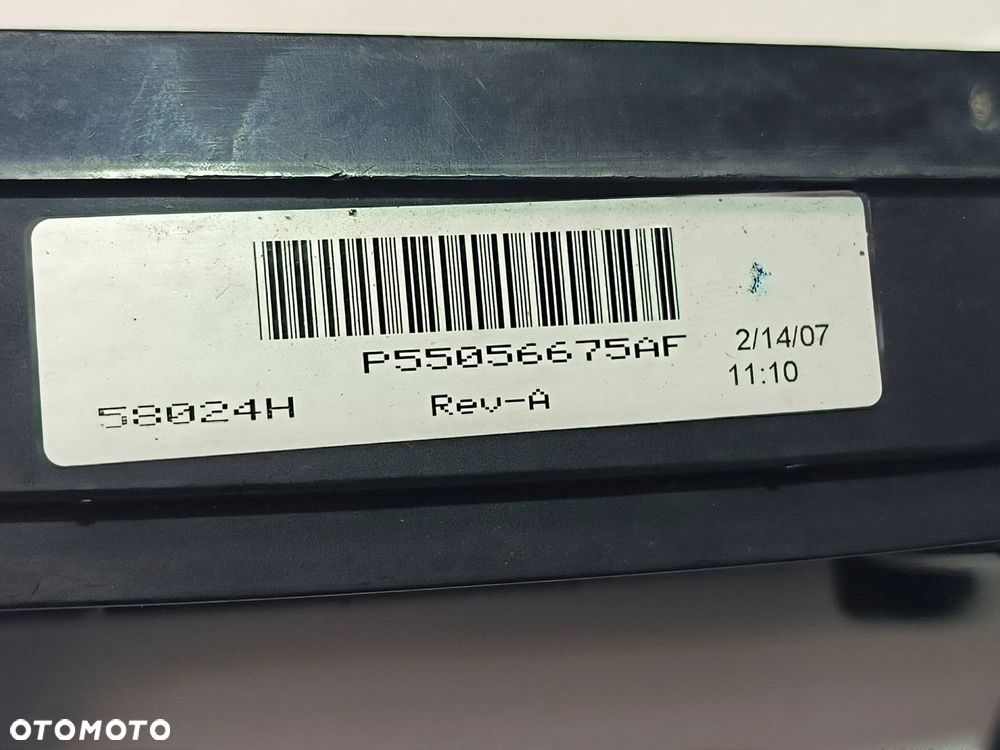 P55056675AF
2/14/07
11:10
58024H
Rev-A
OTOMOTO